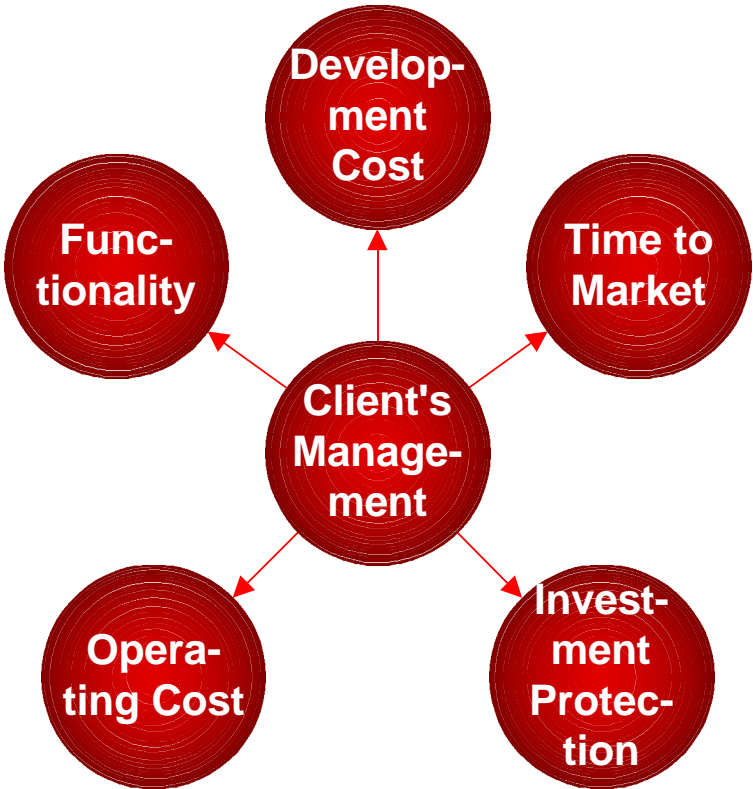 Develop-
ment
Cost
Func-
tionality
Time to
Market
Client's
Manage-
ment
Opera-
ting Cost
Invest-
ment
Protec-
tion